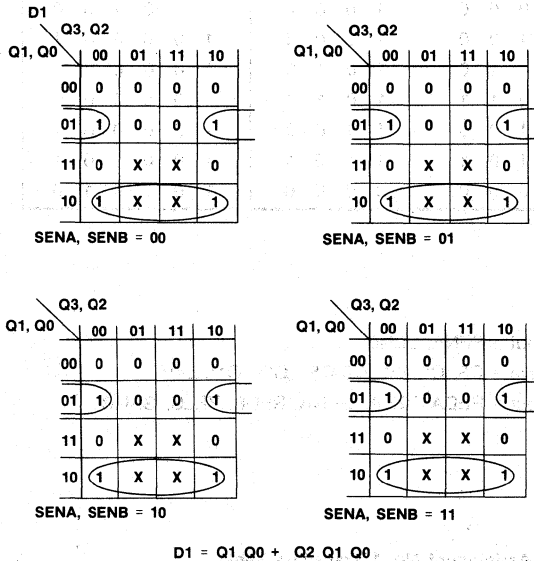 D1
Q3, Q2
Q1, Q0 00 01 11 10
00 0 0 0 0
01 1 0 0 1
11 0 X X 0
10 1 X X 1
SENA, SENB = 00
Q3, Q2
Q1, Q0 00 01 11 10
00 0 0 0 0
01 1 0 0 1
11 0 X X 0
10 1 X X 1
SENA, SENB = 01
Q3, Q2
Q1, Q0 00 01 11 10
00 0 0 0 0
01 1 0 0 1
11 0 X X 0
10 1 X X 1
SENA, SENB = 10
Q3, Q2
Q1, Q0 00 01 11 10
00 0 0 0 0
01 1 0 0 1
11 0 X X 0
10 1 X X 1
SENA, SENB = 11
D1 = Q1 Q0 + Q2 Q1 Q0